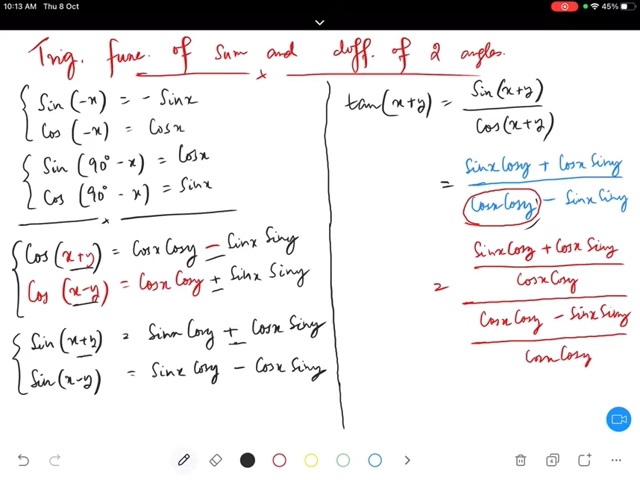 10:13 AM Thu 8 Oct
45%
Trig. func. of sum and diff. of 2 angles.
Sin(-x) = - Sinx
Cos(-x) = Cosx
Sin(90° - x) = Cosx
Cos(90° - x) = Sinx
x
Cos(x+y) = Cosx Cosy - Sinx Siny
Cos(x-y) = Cosx Cosy + Sinx Siny
Sin(x+y) = Sinx Cosy + Cosx Siny
Sin(x-y) = Sinx Cosy - Cosx Siny
tan(x+y) = Sin(x+y)
Cos(x+y)
= Sinx Cosy + Cosx Siny
Cosx Cosy - Sinx Siny
Sinx Cosy + Cosx Siny
Cosx Cosy
=
Cosx Cosy - Sinx Siny
Cosx Cosy